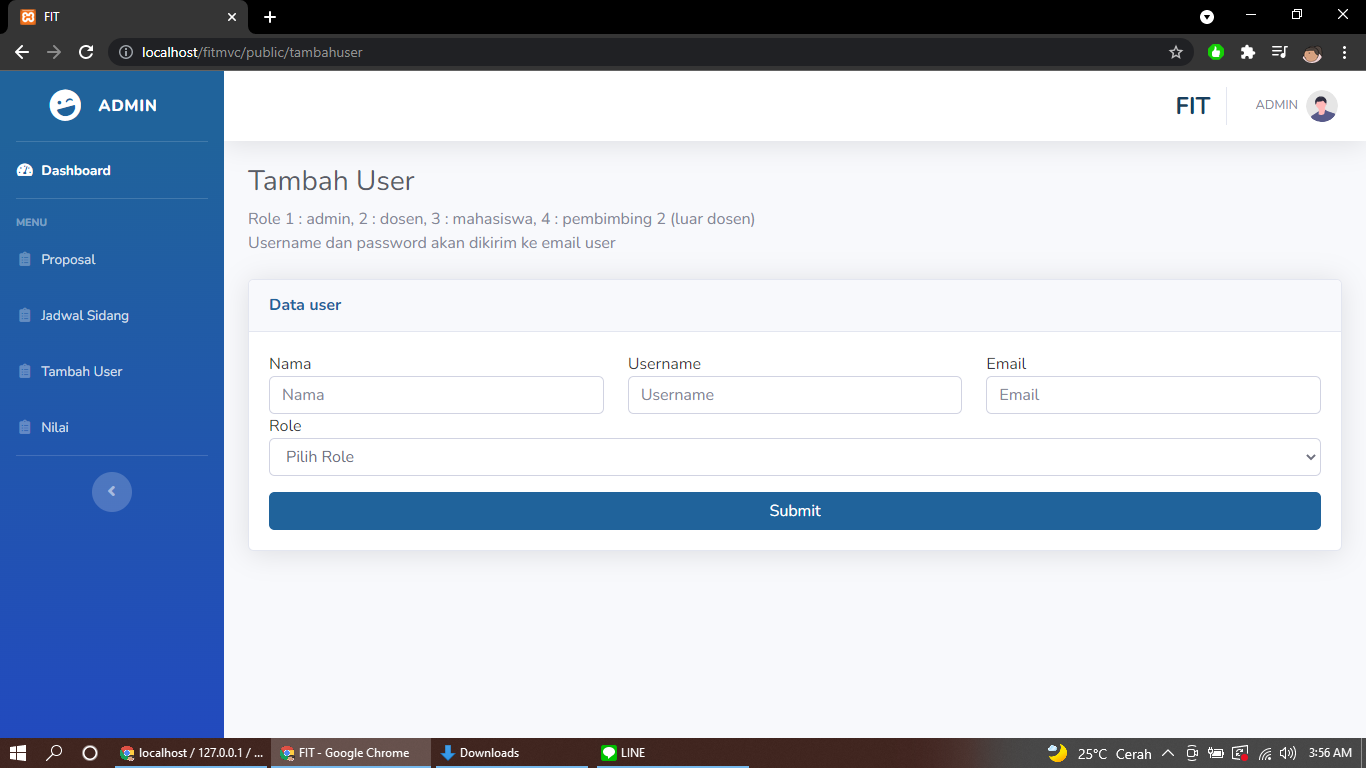 FIT
localhost/fitmvc/public/tambahuser
ADMIN
FIT
ADMIN
Dashboard
MENU
Proposal
Jadwal Sidang
Tambah User
Nilai
Tambah User
Role 1 : admin, 2 : dosen, 3 : mahasiswa, 4 : pembimbing 2 (luar dosen)
Username dan password akan dikirim ke email user
Data user
Nama
Username
Email
Nama
Username
Email
Role
Pilih Role
Submit
localhost / 127.0.0.1 / ...
FIT - Google Chrome
Downloads
LINE
25°C Cerah
3:56 AM